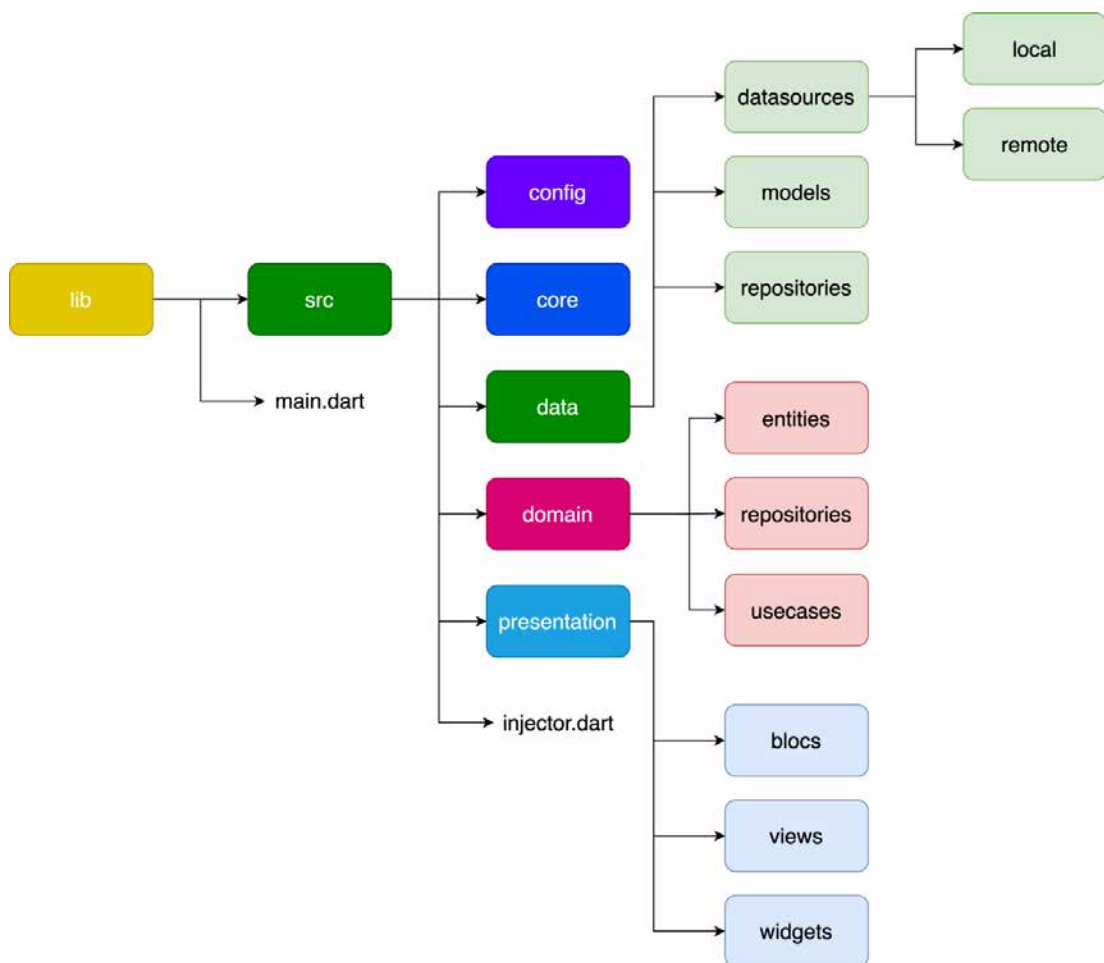 lib
src
main.dart
config
core
data
domain
presentation
injector.dart
datasources
models
repositories
local
remote
entities
repositories
usecases
blocs
views
widgets